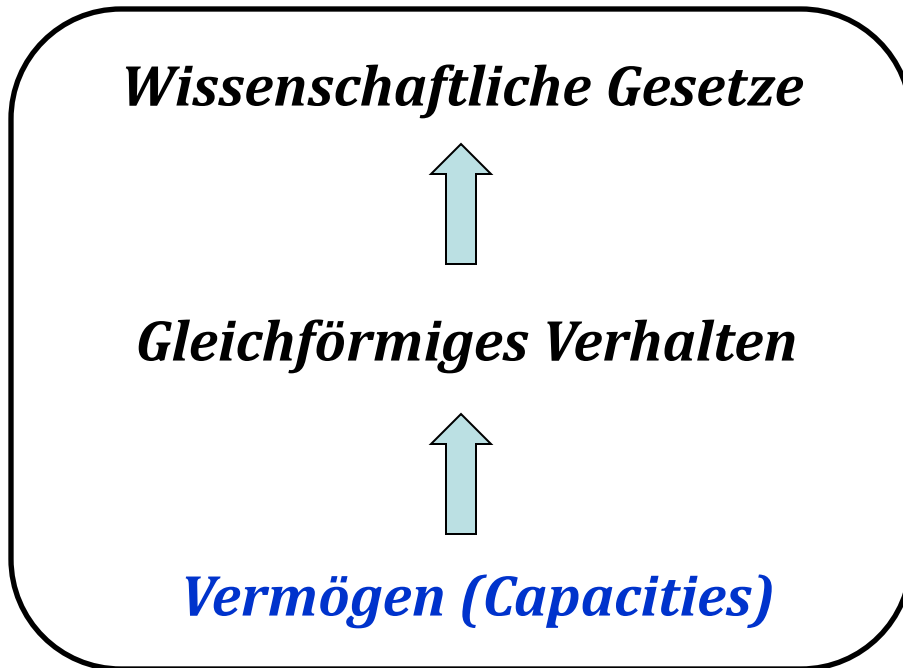 Wissenschaftliche Gesetze
Gleichförmiges Verhalten
Vermögen (Capacities)